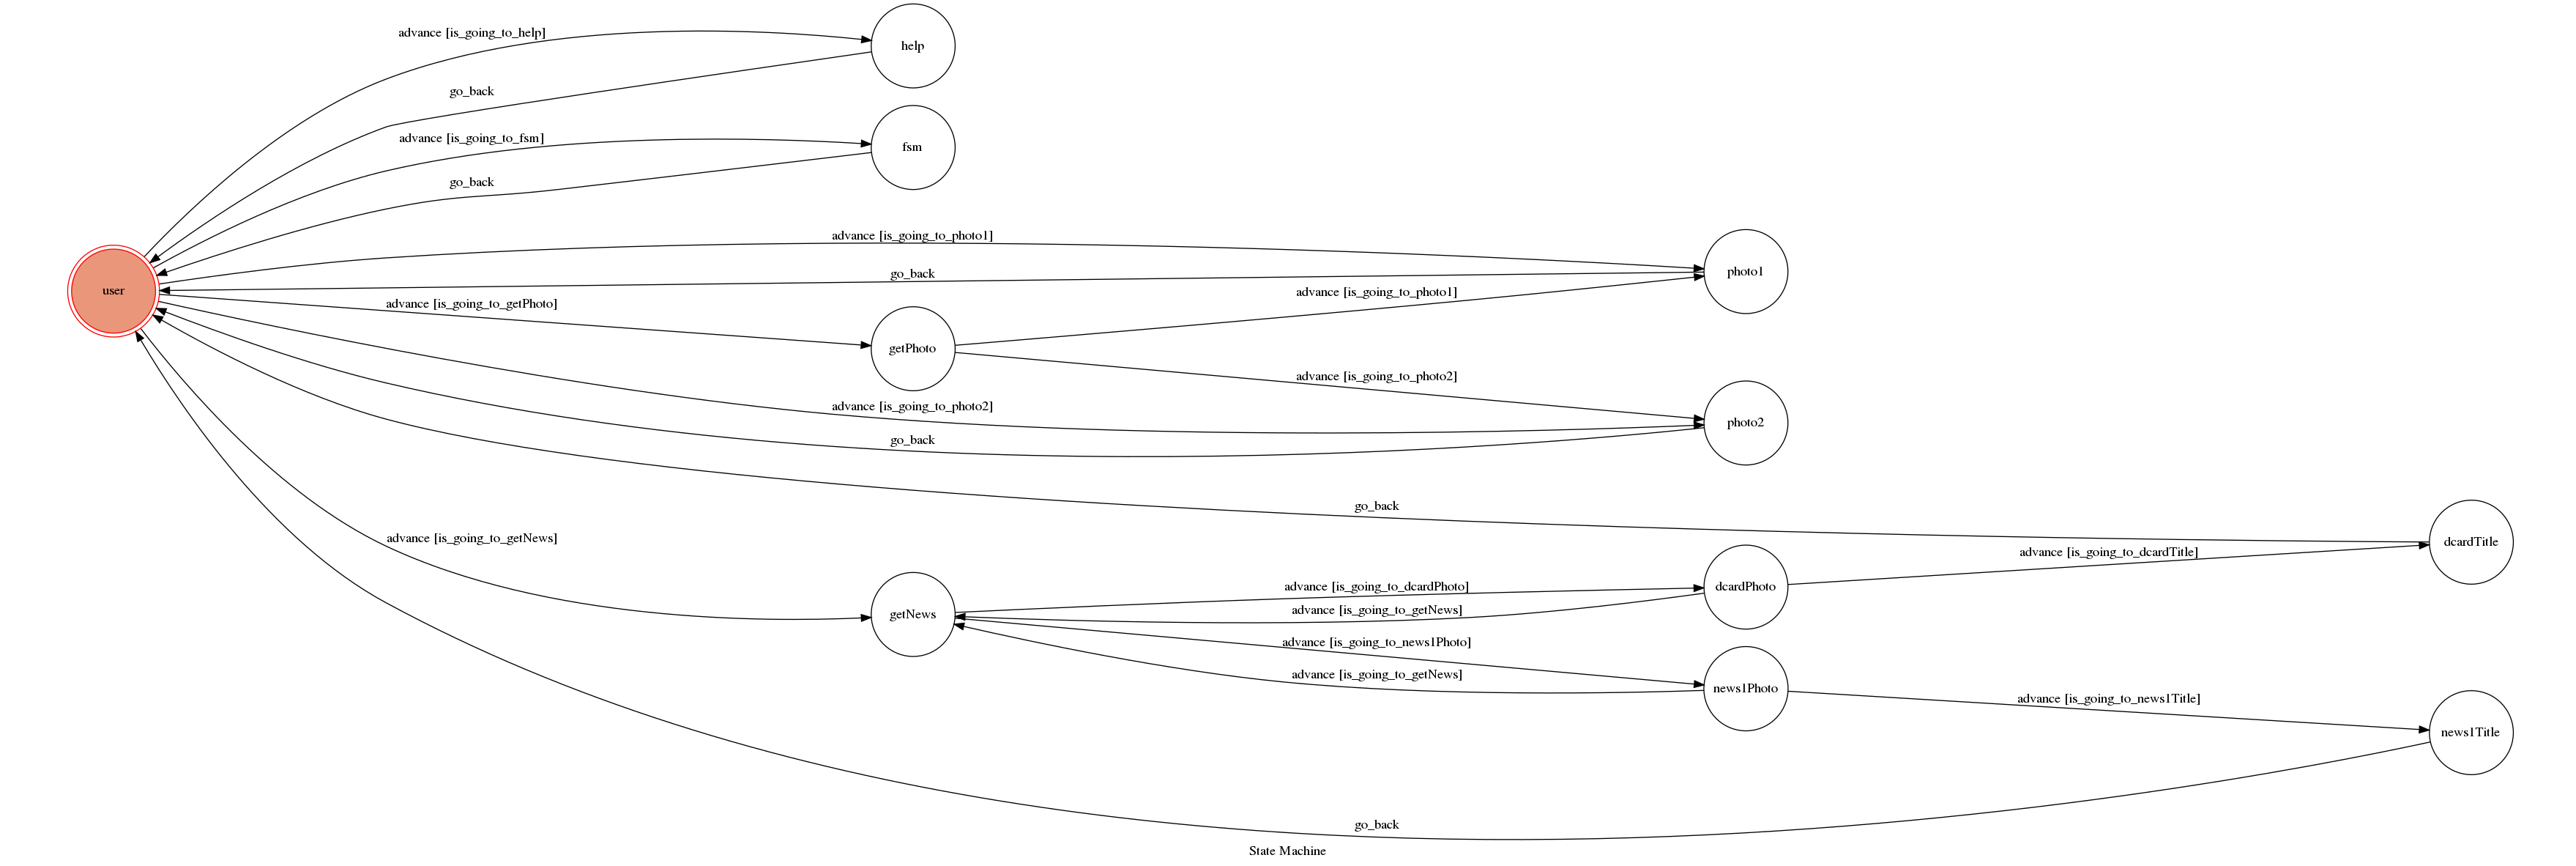 advance [is_going_to_help]
help
go_back
advance [is_going_to_fsm]
fsm
go_back
advance [is_going_to_photo1]
go_back
photo1
user
advance [is_going_to_getPhoto]
advance [is_going_to_photo1]
getPhoto
advance [is_going_to_photo2]
advance [is_going_to_photo2]
photo2
go_back
go_back
advance [is_going_to_getNews]
dcardTitle
advance [is_going_to_dcardTitle]
advance [is_going_to_dcardPhoto]
dcardPhoto
advance [is_going_to_getNews]
getNews
advance [is_going_to_news1Photo]
advance [is_going_to_getNews]
news1Photo
advance [is_going_to_news1Title]
news1Title
go_back
State Machine